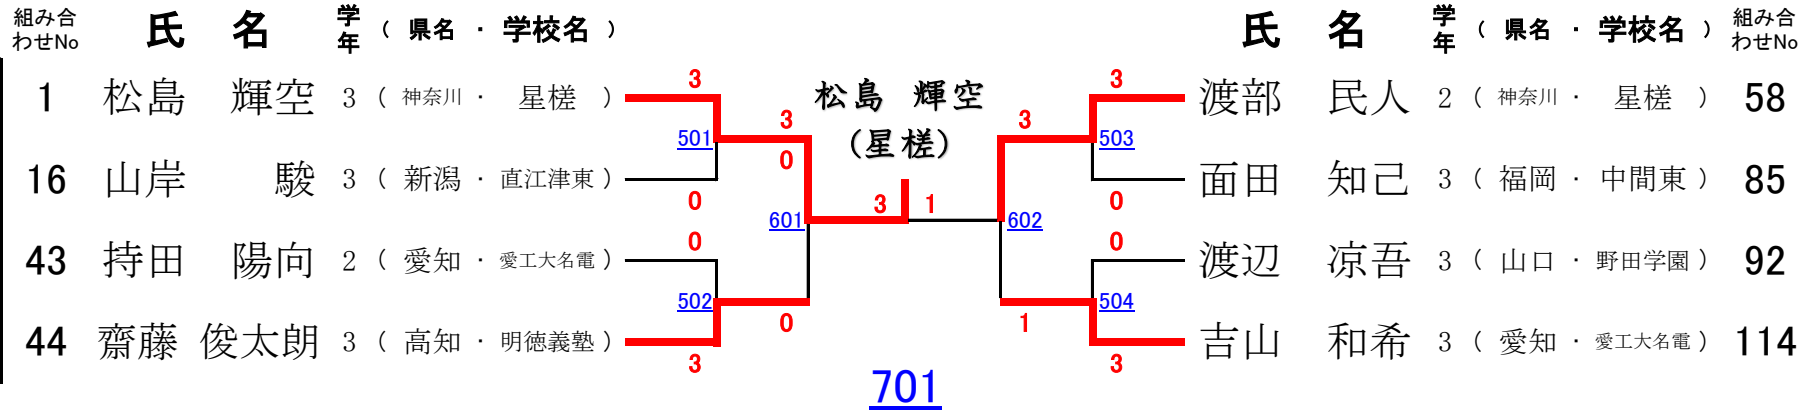 組み合わせNo 氏 名 学年 ( 県名 ・ 学校名 ) 氏 名 学年 ( 県名 ・ 学校名 ) 組み合わせNo
1 松島 輝空 3 ( 神奈川 ・ 星槎 ) 3 松島 輝空 3 渡部 民人 2 ( 神奈川 ・ 星槎 ) 58
501 3 (星槎) 3 503
0 
16 山岸 駿 3 ( 新潟 ・ 直江津東 ) 0 3 1 0 面田 知己 3 ( 福岡 ・ 中間東 ) 85
601 602
43 持田 陽向 2 ( 愛知 ・ 愛工大名電 ) 0 0 渡辺 凉吾 3 ( 山口 ・ 野田学園 ) 92
502 0 1 504
44 齋藤 俊太朗 3 ( 高知 ・ 明徳義塾 ) 3 3 吉山 和希 3 ( 愛知 ・ 愛工大名電 ) 114
701